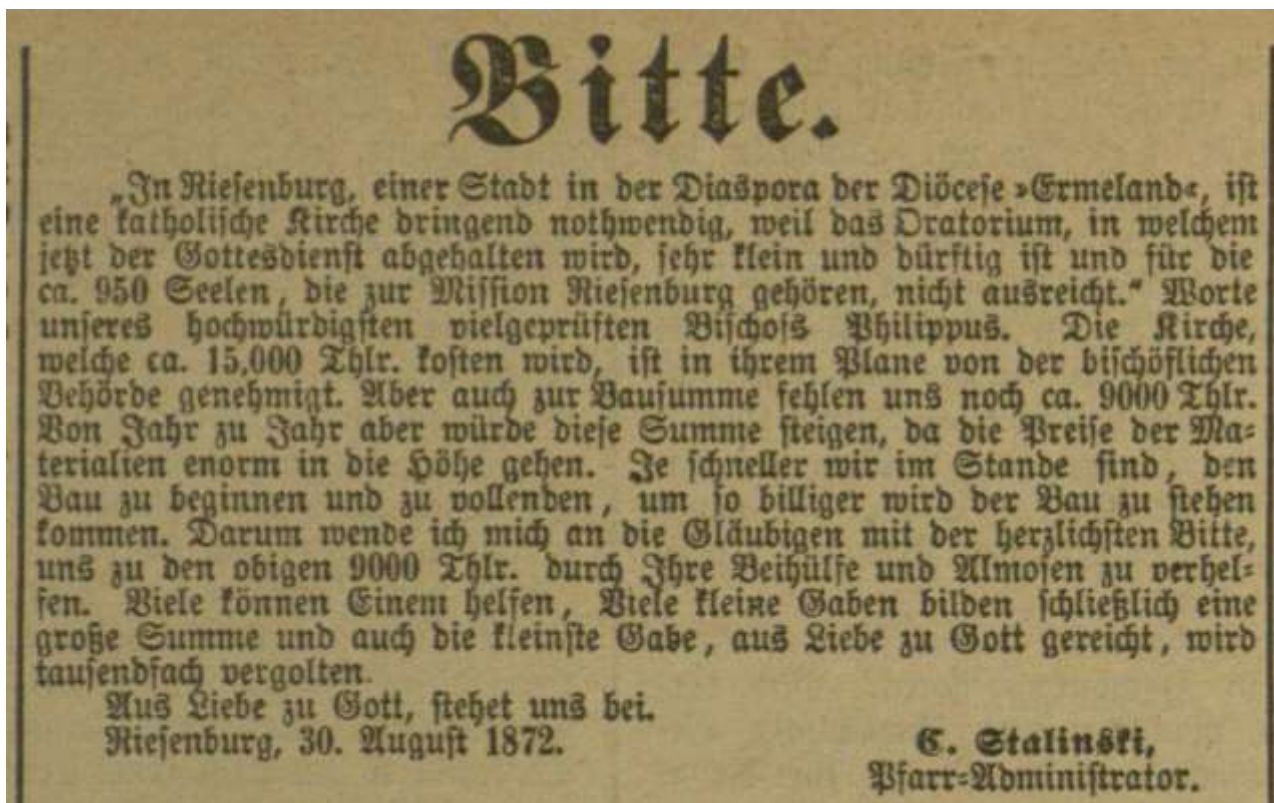 Bitte.
„In Riesenburg, einer Stadt in der Diaspora der Diöcese »Ermeland«, ist
eine katholische Kirche dringend nothwendig, weil das Oratorium, in welchem
jetzt der Gottesdienst abgehalten wird, sehr klein und dürftig ist und für die
ca. 950 Seelen, die zur Mission Riesenburg gehören, nicht ausreicht.“ Worte
unseres hochwürdigsten vielgeprüften Bischofs Philippus. Die Kirche,
welche ca. 15,000 Thlr. kosten wird, ist in ihrem Plane von der bischöflichen
Behörde genehmigt. Aber auch zur Bausumme fehlen uns noch ca. 9000 Thlr.
Von Jahr zu Jahr aber würde diese Summe steigen, da die Preise der Ma-
terialien enorm in die Höhe gehen. Je schneller wir im Stande sind, den
Bau zu beginnen und zu vollenden, um so billiger wird der Bau zu stehen
kommen. Darum wende ich mich an die Gläubigen mit der herzlichsten Bitte,
uns zu den obigen 9000 Thlr. durch Ihre Beihülfe und Almosen zu verhel-
fen. Viele können Einem helfen, Viele kleine Gaben bilden schließlich eine
große Summe und auch die kleinste Gabe, aus Liebe zu Gott gereicht, wird
tausendfach vergolten.
Aus Liebe zu Gott, stehet uns bei.
Riesenburg, 30. August 1872.
C. Stalinski,
Pfarr-Administrator.